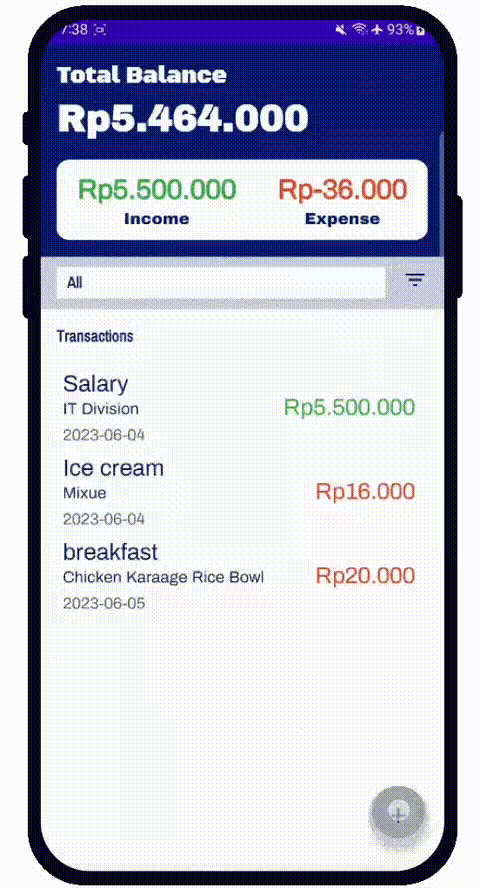 7:38 93%
Total Balance
Rp5.464.000
Rp5.500.000 Rp-36.000
Income Expense
All
Transactions
Salary
IT Division Rp5.500.000
2023-06-04
Ice cream
Mixue Rp16.000
2023-06-04
breakfast
Chicken Karaage Rice Bowl Rp20.000
2023-06-05